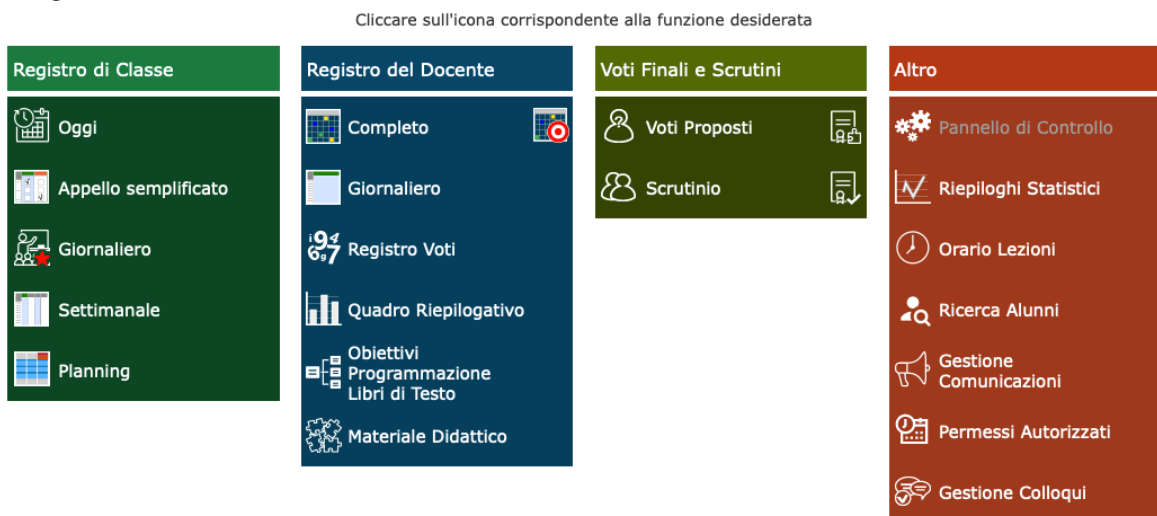 Cliccare sull'icona corrispondente alla funzione desiderata
Registro di Classe
Oggi
Appello semplificato
Giornaliero
Settimanale
Planning
Registro del Docente
Completo
Giornaliero
Registro Voti
Quadro Riepilogativo
Obiettivi
Programmazione
Libri di Testo
Materiale Didattico
Voti Finali e Scrutini
Voti Proposti
Scrutinio
Altro
Pannello di Controllo
Riepiloghi Statistici
Orario Lezioni
Ricerca Alunni
Gestione
Comunicazioni
Permessi Autorizzati
Gestione Colloqui